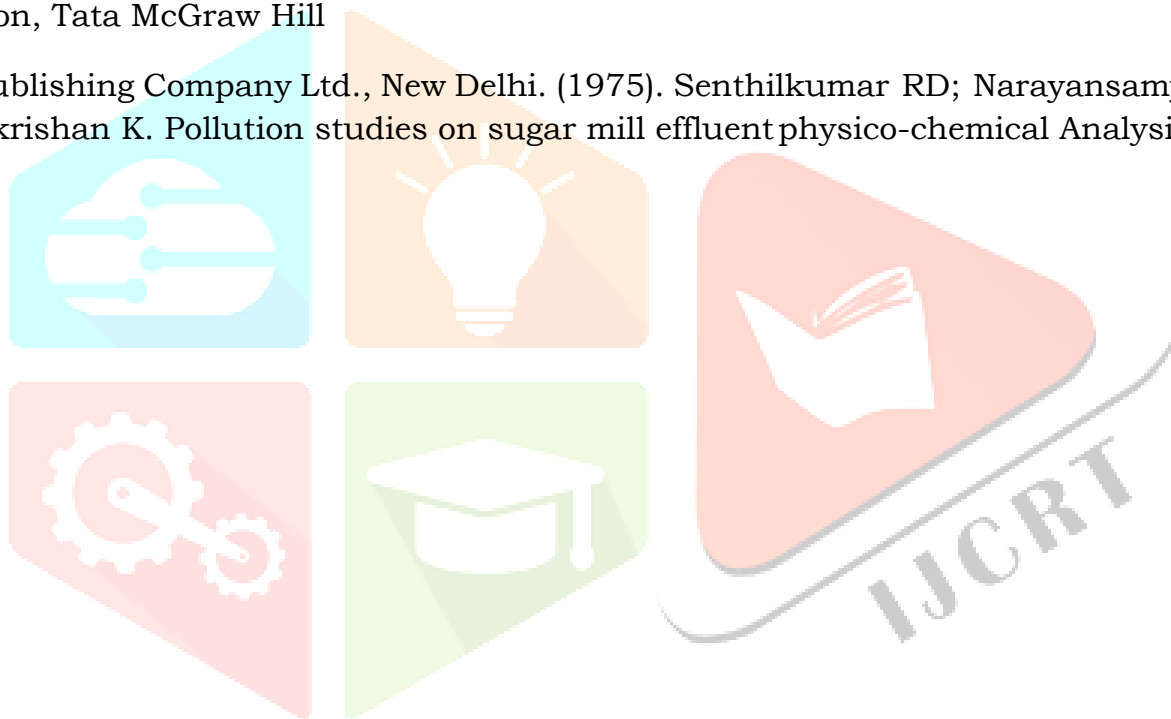 on, Tata McGraw Hill
ublishing Company Ltd., New Delhi. (1975). Senthilkumar RD; Narayansamy
krishan K. Pollution studies on sugar mill effluent physico-chemical Analysi
IJCRT